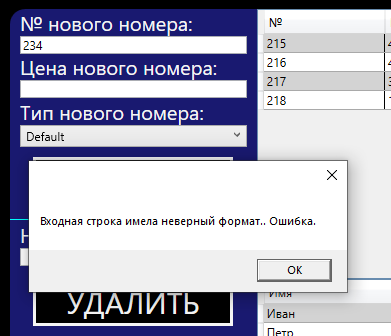 № нового номера:
№
234
215
Цена нового номера:
216
217
Тип нового номера:
218
Default
Входная строка имела неверный формат.. Ошибка.
OK
УДАЛИТЬ
Имя
Иван
Петр